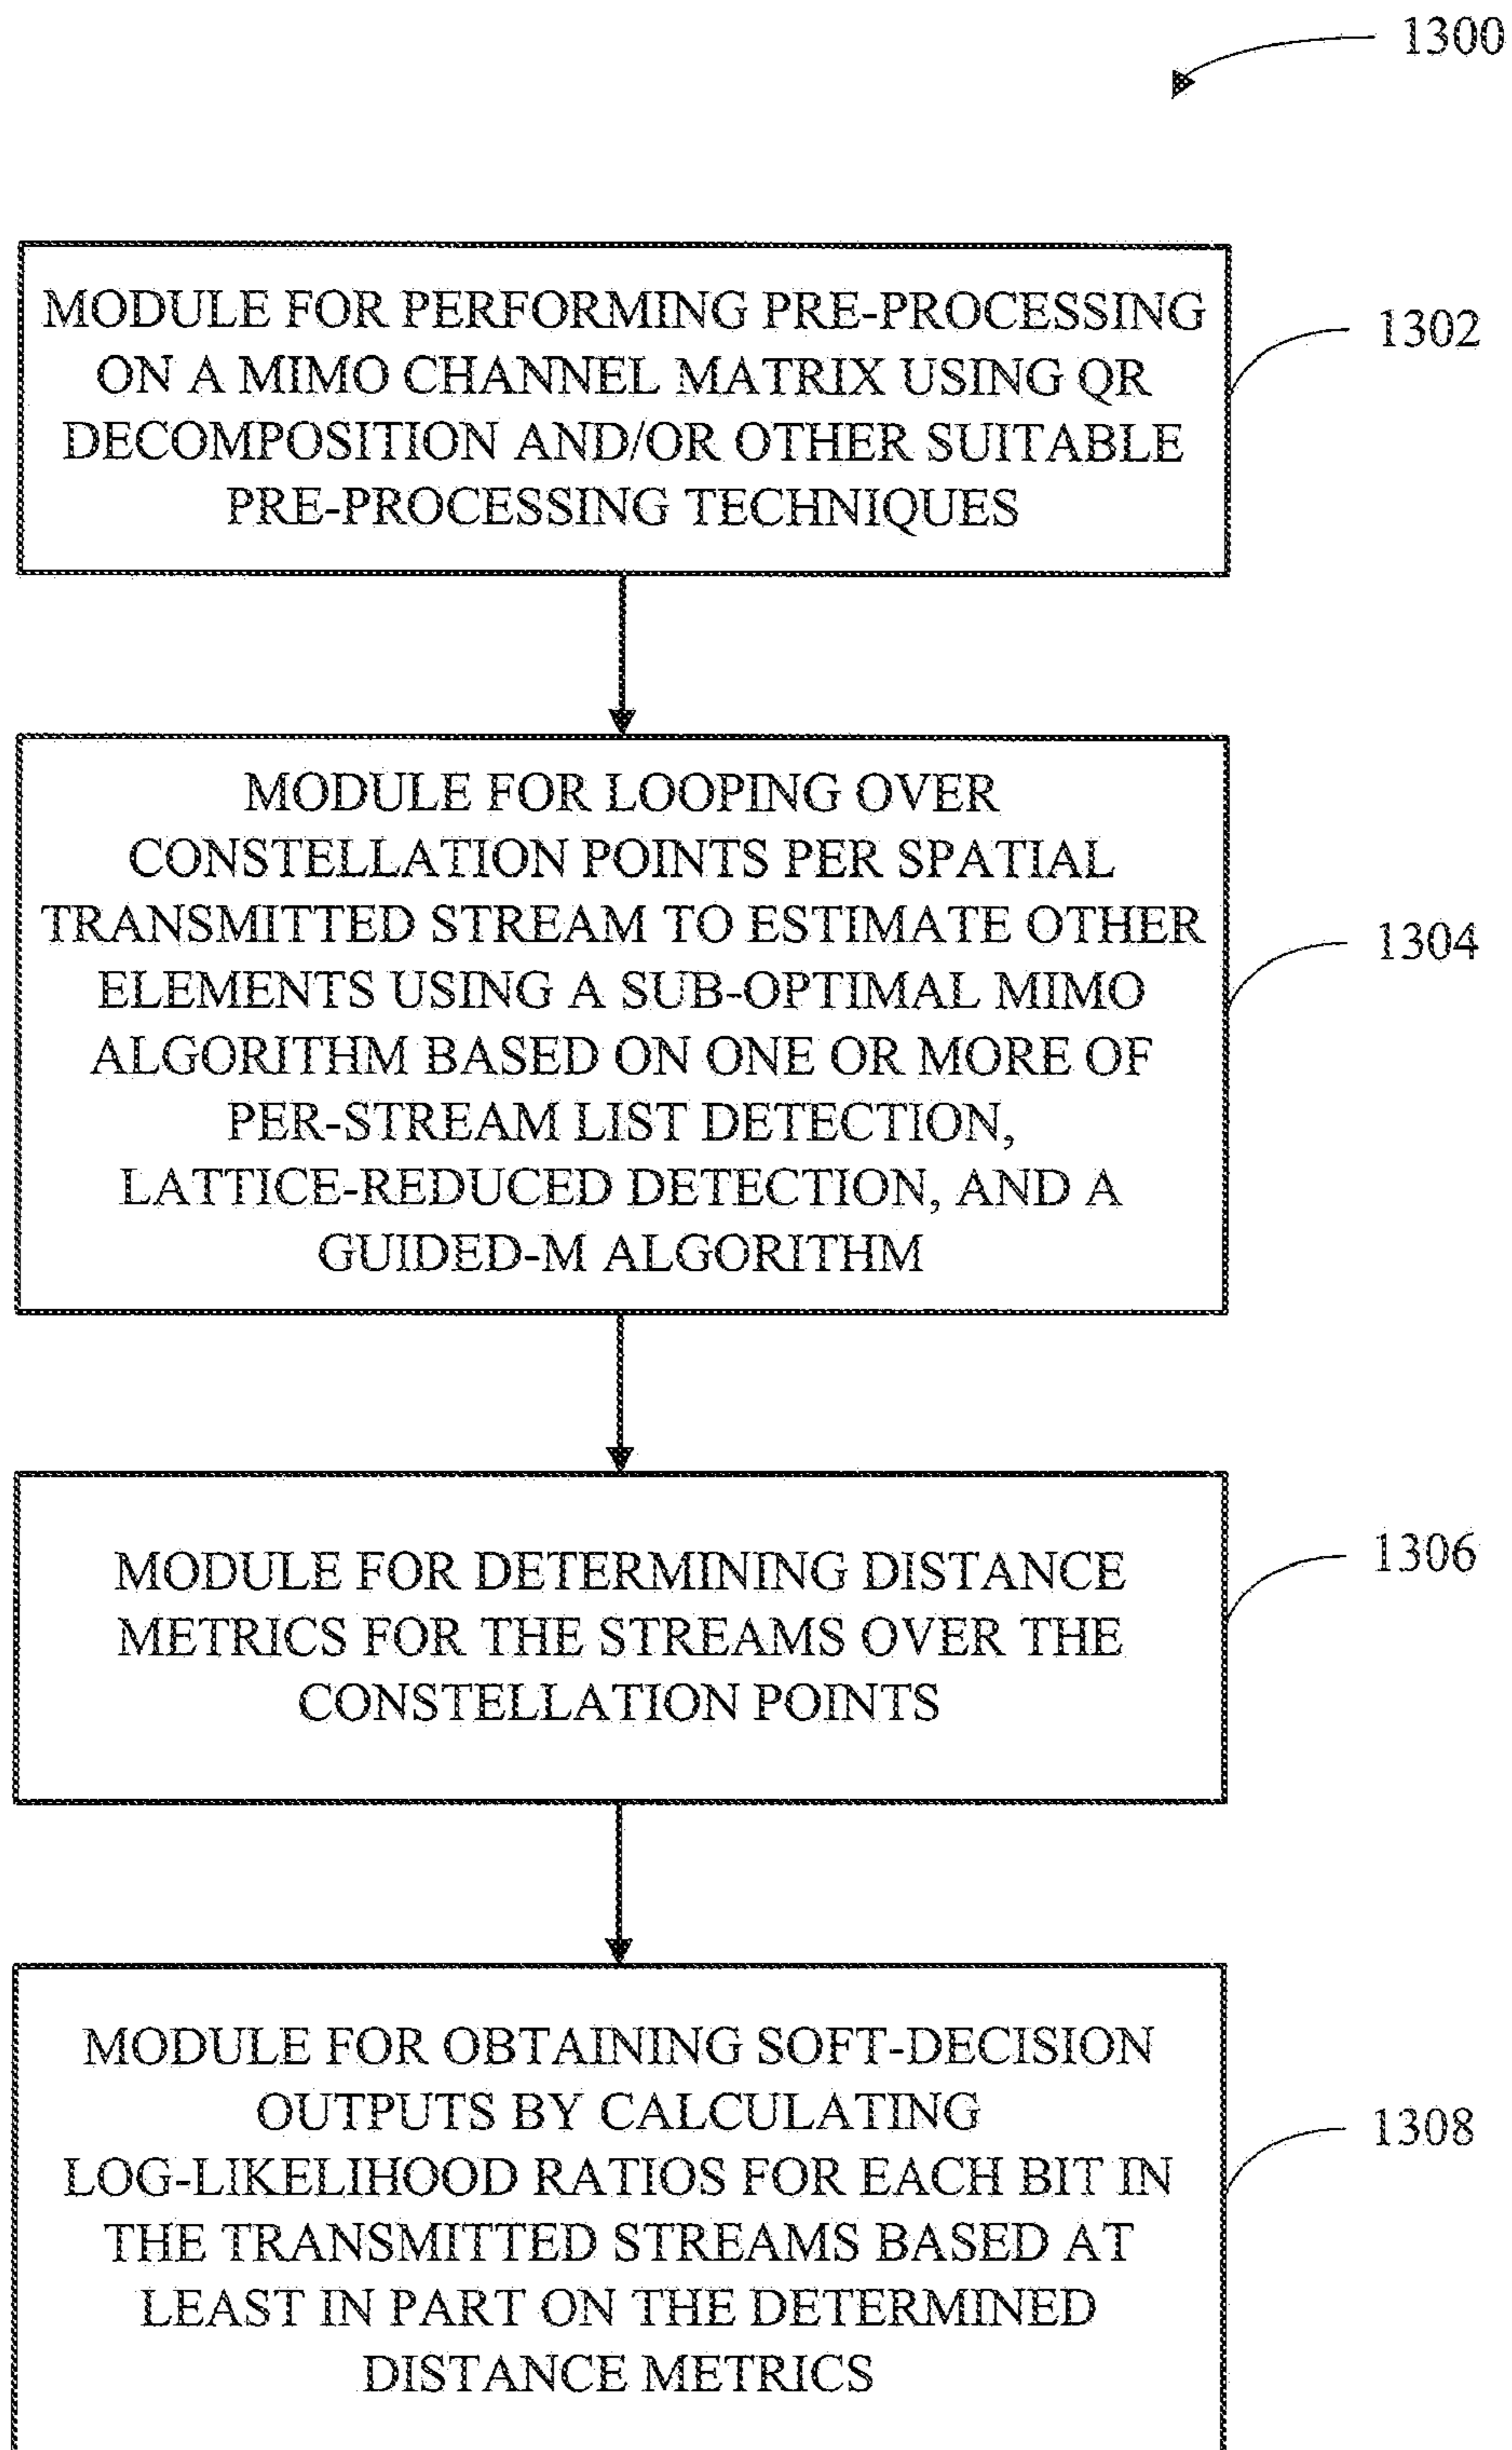 1300
MODULE FOR PERFORMING PRE-PROCESSING
ON A MIMO CHANNEL MATRIX USING QR
DECOMPOSITION AND/OR OTHER SUITABLE
PRE-PROCESSING TECHNIQUES
1302
MODULE FOR LOOPING OVER
CONSTELLATION POINTS PER SPATIAL
TRANSMITTED STREAM TO ESTIMATE OTHER
ELEMENTS USING A SUB-OPTIMAL MIMO
ALGORITHM BASED ON ONE OR MORE OF
PER-STREAM LIST DETECTION,
LATTICE-REDUCED DETECTION, AND A
GUIDED-M ALGORITHM
1304
MODULE FOR DETERMINING DISTANCE
METRICS FOR THE STREAMS OVER THE
CONSTELLATION POINTS
1306
MODULE FOR OBTAINING SOFT-DECISION
OUTPUTS BY CALCULATING
LOG-LIKELIHOOD RATIOS FOR EACH BIT IN
THE TRANSMITTED STREAMS BASED AT
LEAST IN PART ON THE DETERMINED
DISTANCE METRICS
1308